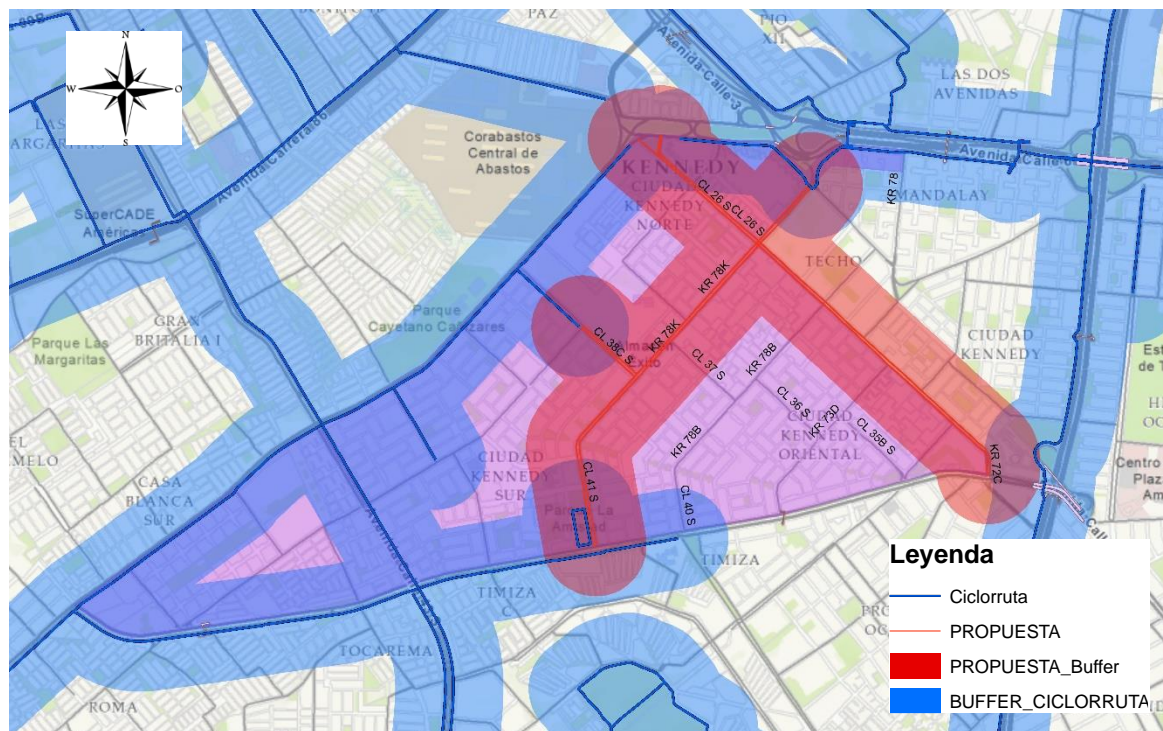 N
W
O
S
BONITO
PAZ
PIO
XII
Avenida-Calle-3
LAS DOS
AVENIDAS
Avenida-Calle-6
Avenida-Carrera 86
Corabastos
Central de
Abastos
KENNEDY
CIUDAD
KENNEDY
NORTE
CL 26 S
CL 26 S
KR 78
MANDALAY
TECHO
SuperCADE
Américas
KR 78K
KR 78K
Parque
Cayetano Cañizares
GRAN
BRITALIA I
Parque Las
Margaritas
CL 38C S
Éxito
CL 37 S
KR 78B
CIUDAD
KENNEDY
CL 36 S
KR 73D
CIUDAD
KENNEDY
ORIENTAL
CL 35B S
KR 78B
KR 72C
CIUDAD
KENNEDY
SUR
CL 41 S
CL 40 S
CASA
BLANCA
SUR
TIMIZA
TIMIZA
C
TOCAREMA
ROMA
Leyenda
Ciclorruta
PROPUESTA
PROPUESTA_Buffer
BUFFER_CICLORRUTA